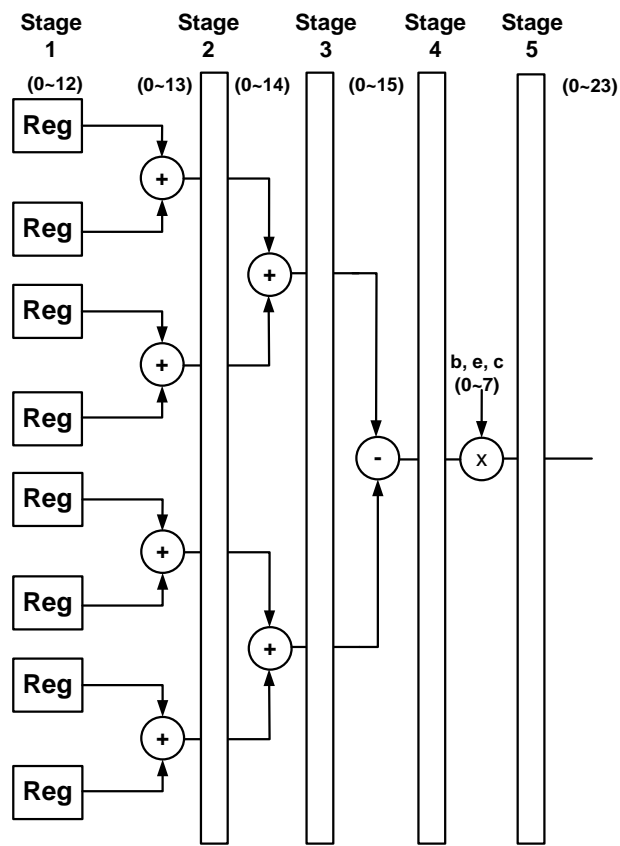 Stage 1
Stage 2
Stage 3
Stage 4
Stage 5
(0~12)
(0~13)
(0~14)
(0~15)
(0~23)
Reg
+
Reg
+
Reg
+
Reg
b, e, c
(0~7)
-
x
Reg
+
Reg
+
Reg
+
Reg